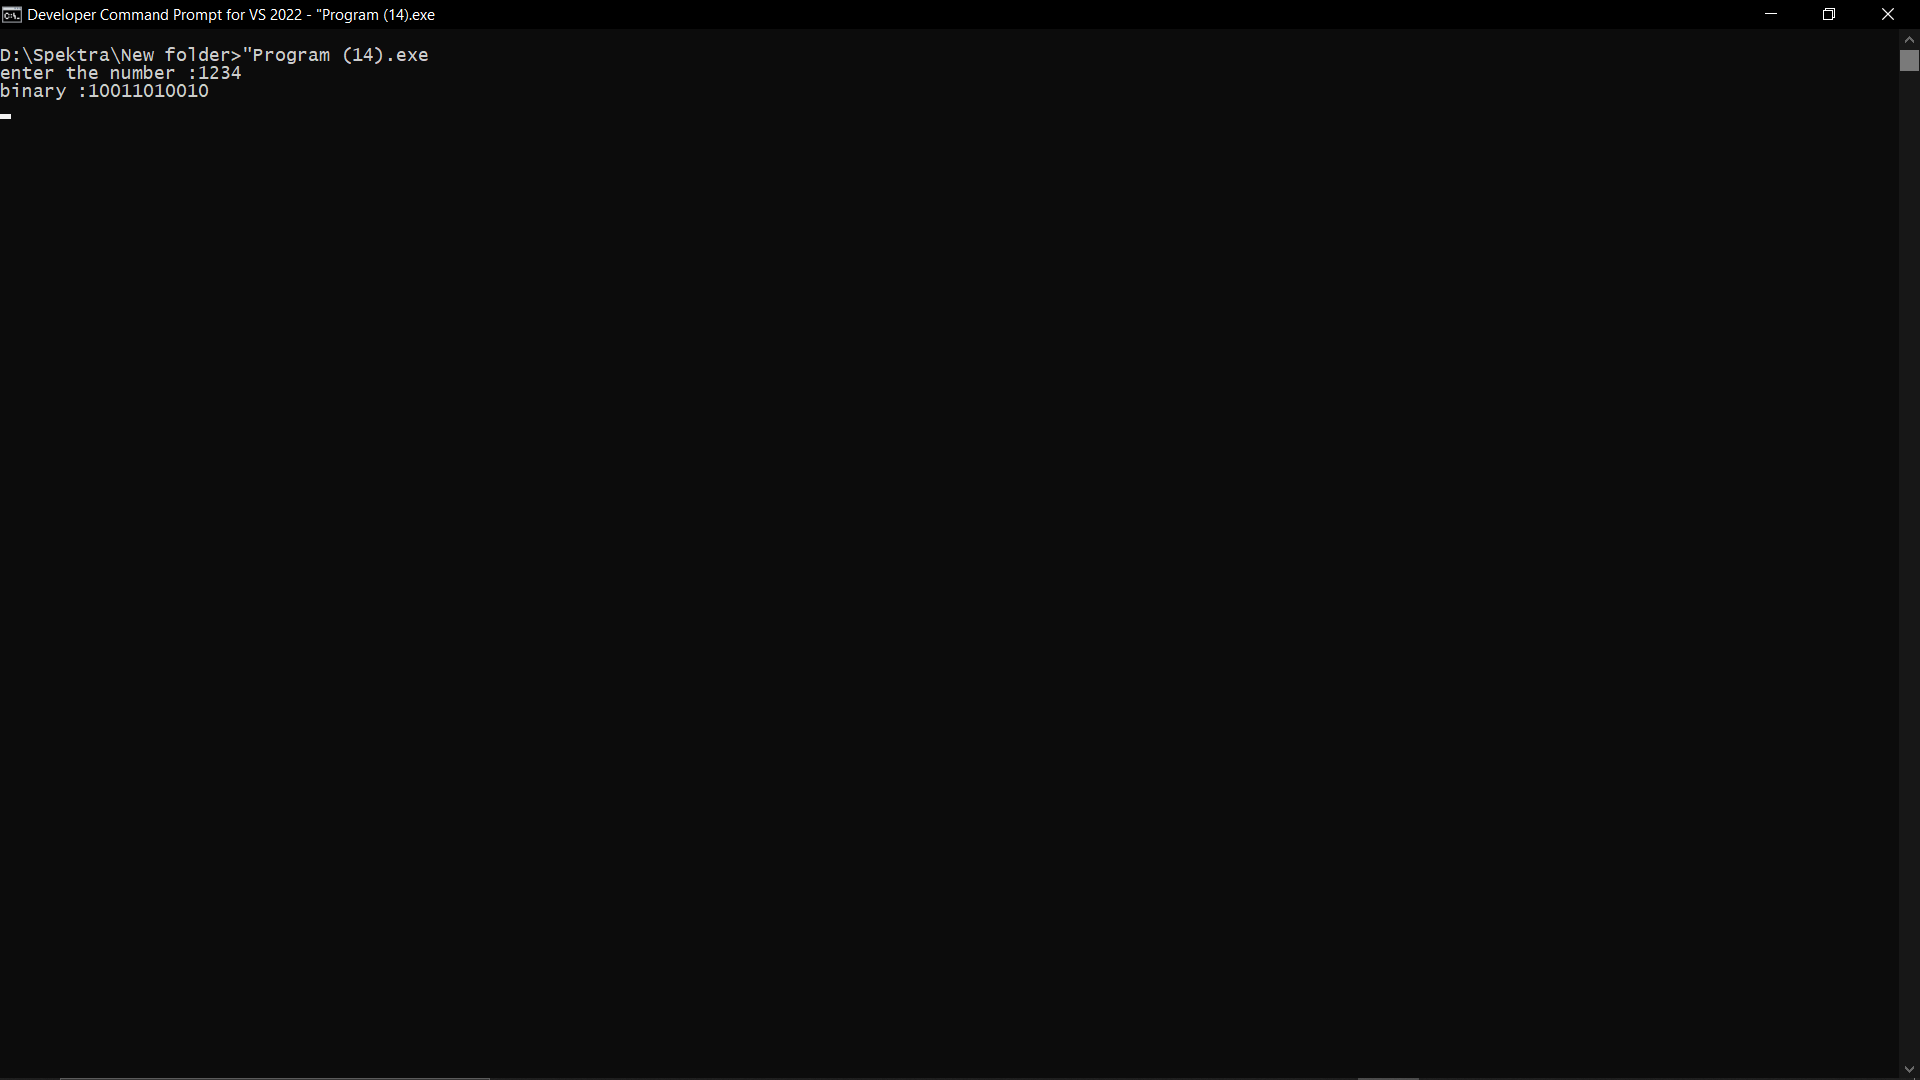 Developer Command Prompt for VS 2022 - "Program (14).exe
D:\Spektra\New folder>"Program (14).exe
enter the number :1234
binary :10011010010